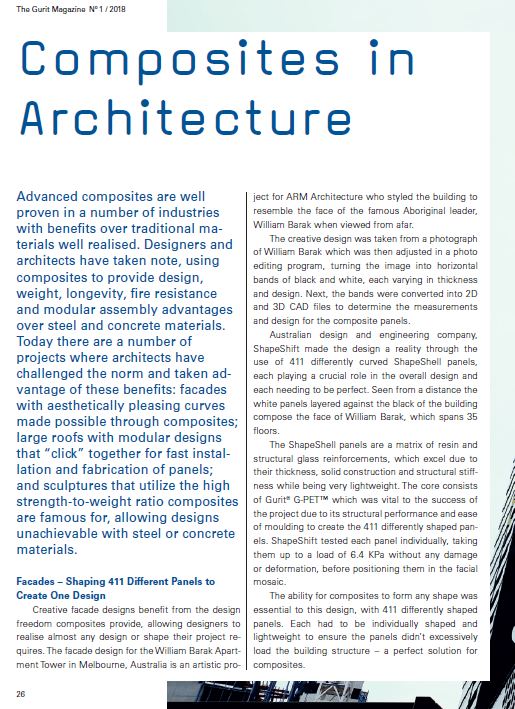 The Gurit Magazine N° 1 / 2018
Composites in
Architecture
Advanced composites are well
proven in a number of industries
with benefits over traditional ma-
terials well realised. Designers and
architects have taken note, using
composites to provide design,
weight, longevity, fire resistance
and modular assembly advantages
over steel and concrete materials.
Today there are a number of
projects where architects have
challenged the norm and taken ad-
vantage of these benefits: facades
with aesthetically pleasing curves
made possible through composites;
large roofs with modular designs
that “click” together for fast instal-
lation and fabrication of panels;
and sculptures that utilize the high
strength-to-weight ratio composites
are famous for, allowing designs
unachievable with steel or concrete
materials.
Facades – Shaping 411 Different Panels to
Create One Design
Creative facade designs benefit from the design
freedom composites provide, allowing designers to
realise almost any design or shape their project re-
quires. The facade design for the William Barak Apart-
ment Tower in Melbourne, Australia is an artistic pro-
ject for ARM Architecture who styled the building to
resemble the face of the famous Aboriginal leader,
William Barak when viewed from afar.
The creative design was taken from a photograph
of William Barak which was then adjusted in a photo
editing program, turning the image into horizontal
bands of black and white, each varying in thickness
and design. Next, the bands were converted into 2D
and 3D CAD files to determine the measurements
and design for the composite panels.
Australian design and engineering company,
ShapeShift made the design a reality through the
use of 411 differently curved ShapeShell panels,
each playing a crucial role in the overall design and
each needing to be perfect. Seen from a distance the
white panels layered against the black of the building
compose the face of William Barak, which spans 35
floors.
The ShapeShell panels are a matrix of resin and
structural glass reinforcements, which excel due to
their thickness, solid construction and structural stiff-
ness while being very lightweight. The core consists
of Gurit® G-PET™ which was vital to the success of
the project due to its structural performance and ease
of moulding to create the 411 differently shaped pan-
els. ShapeShift tested each panel individually, taking
them up to a load of 6.4 KPa without any damage
or deformation, before positioning them in the facial
mosaic.
The ability for composites to form any shape was
essential to this design, with 411 differently shaped
panels. Each had to be individually shaped and
lightweight to ensure the panels didn’t excessively
load the building structure – a perfect solution for
composites.
26